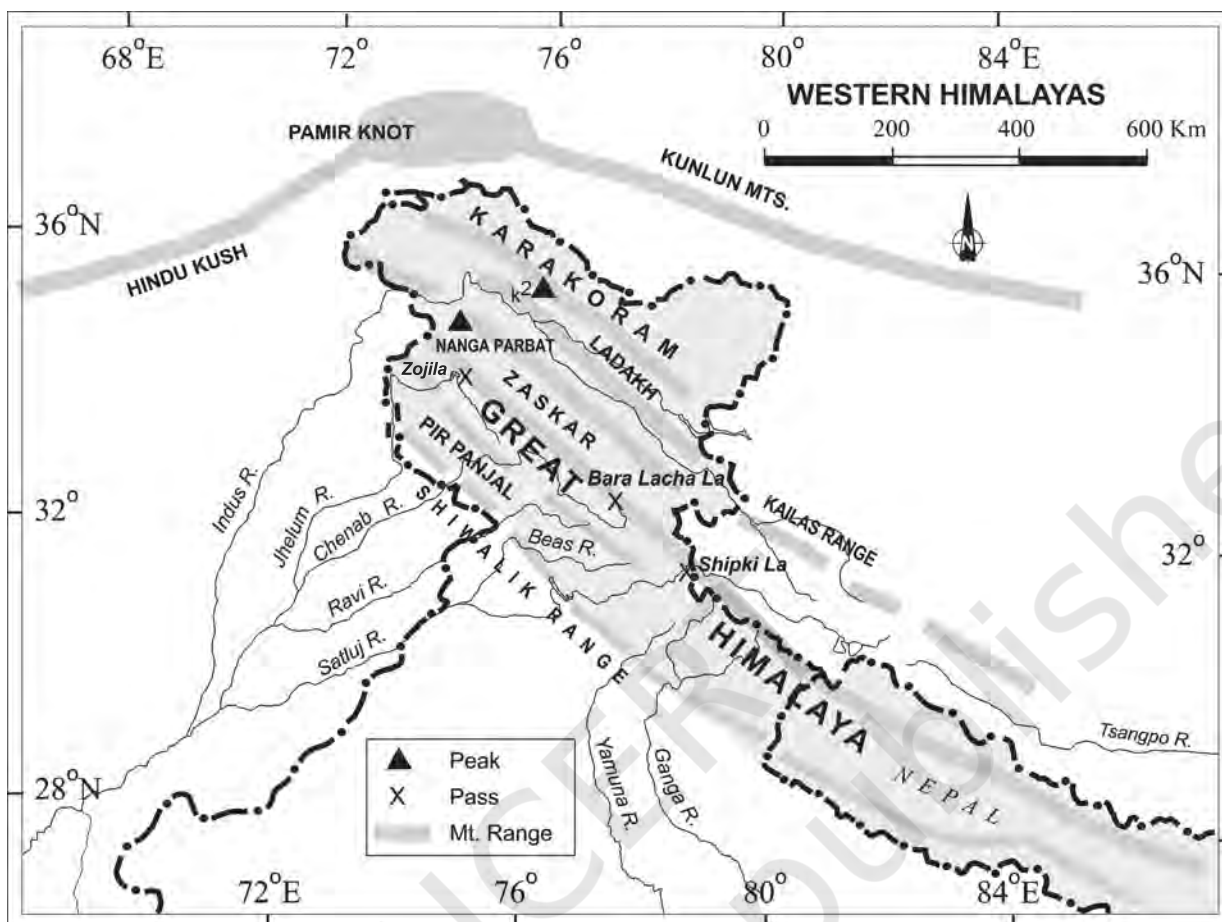 68°E
72°
76°
80°
84°E
WESTERN HIMALAYAS
0 200 400 600 Km
PAMIR KNOT
KUNLUN MTS.
N
36°N
HINDU KUSH
36°N
KARAKORAM
k2
NANGA PARBAT
LADAKH
Zojila
ZASKAR
GREAT
PIR PANJAL
Bara Lacha La
Indus R.
Jhelum R.
Chenab R.
32°N
KAILAS RANGE
32°
SHIWALIK RANGE
Beas R.
Shipki La
Ravi R.
Satluj R.
HIMALAYA
Tsangpo R.
NEPAL
Yamuna R.
Ganga R.
Peak
Pass
Mt. Range
28°N
72°E
76°
80°
84°E